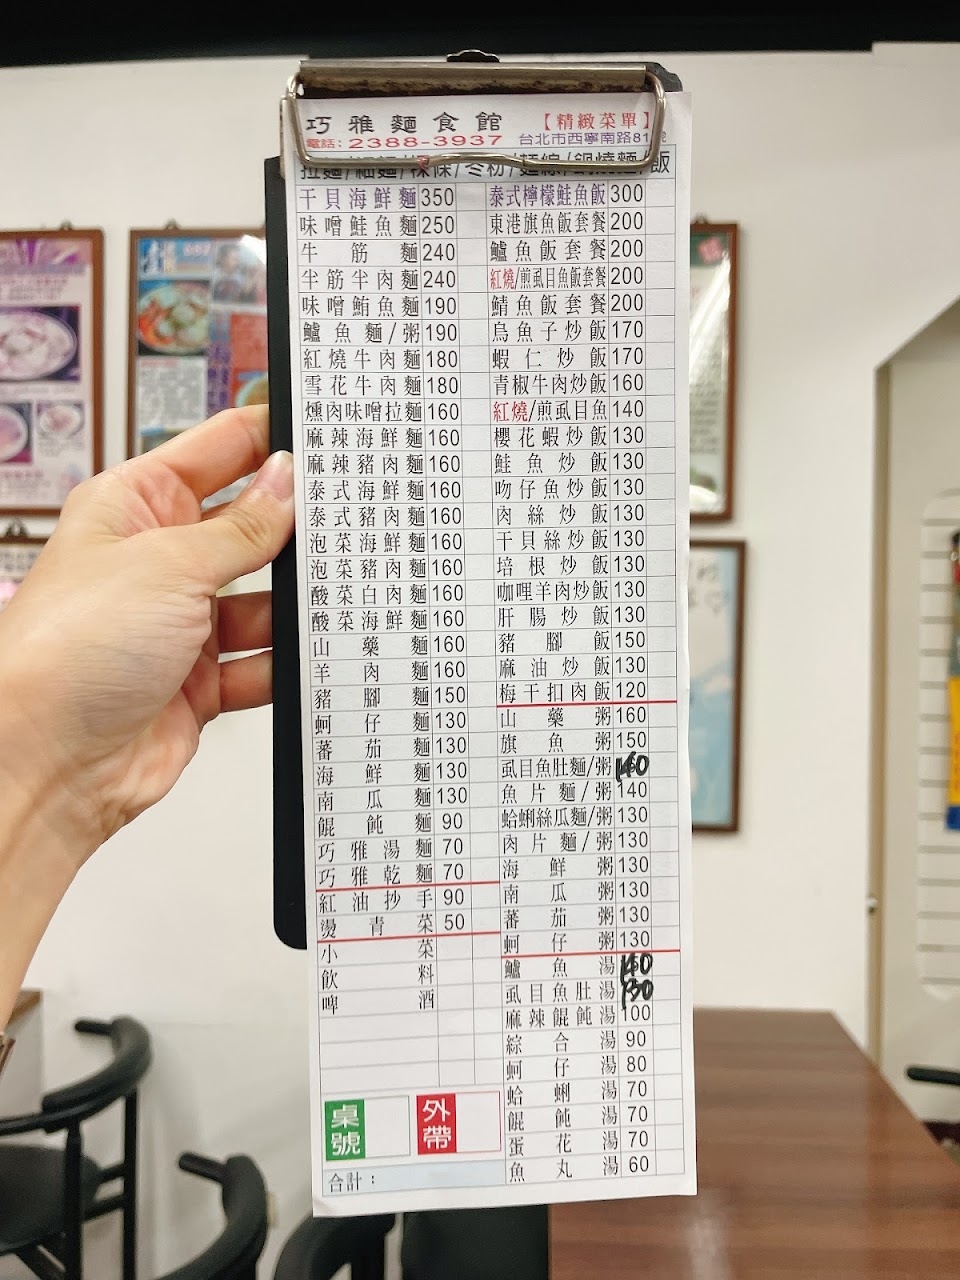 巧雅麵食館
【精緻菜單】
電話：2388-3937
台北市西寧南路81號
拉麵/細麵/粿條/冬粉/麵線/鍋燒麵/飯
干貝海鮮麵 350
味噌鮭魚麵 250
牛筋麵 240
半筋半肉麵 240
味噌鮪魚麵 190
鱸魚麵/粥 190
紅燒牛肉麵 180
雪花牛肉麵 180
燻肉味噌拉麵 160
麻辣海鮮麵 160
麻辣豬肉麵 160
泰式海鮮麵 160
泰式豬肉麵 160
泡菜海鮮麵 160
泡菜豬肉麵 160
酸菜白肉麵 160
酸菜海鮮麵 160
山藥麵 160
羊肉麵 160
豬腳麵 150
蚵仔麵 130
蕃茄麵 130
海鮮麵 130
南瓜麵 130
餛飩麵 90
巧雅湯麵 70
巧雅乾麵 70
紅油抄手 90
燙青菜 50
小菜
飲料
啤酒
桌號
外帶
合計：
泰式檸檬鮭魚飯 300
東港旗魚飯套餐 200
鱸魚飯套餐 200
紅燒/煎虱目魚飯套餐 200
鯖魚飯套餐 200
烏魚子炒飯 170
蝦仁炒飯 170
青椒牛肉炒飯 160
紅燒/煎虱目魚 140
櫻花蝦炒飯 130
鮭魚炒飯 130
吻仔魚炒飯 130
肉絲炒飯 130
干貝絲炒飯 130
培根炒飯 130
咖哩羊肉炒飯 130
肝腸炒飯 130
豬腳飯 150
麻油炒飯 130
梅干扣肉飯 120
山藥粥 160
旗魚粥 150
虱目魚肚麵/粥 140
魚片麵/粥 140
蛤蜊絲瓜麵/粥 130
肉片麵/粥 130
海鮮粥 130
南瓜粥 130
蕃茄粥 130
蚵仔粥 130
鱸魚湯 140
虱目魚肚湯 130
麻辣餛飩湯 100
綜合湯 90
蚵仔湯 80
蛤蜊湯 70
餛飩湯 70
蛋花湯 70
魚丸湯 60